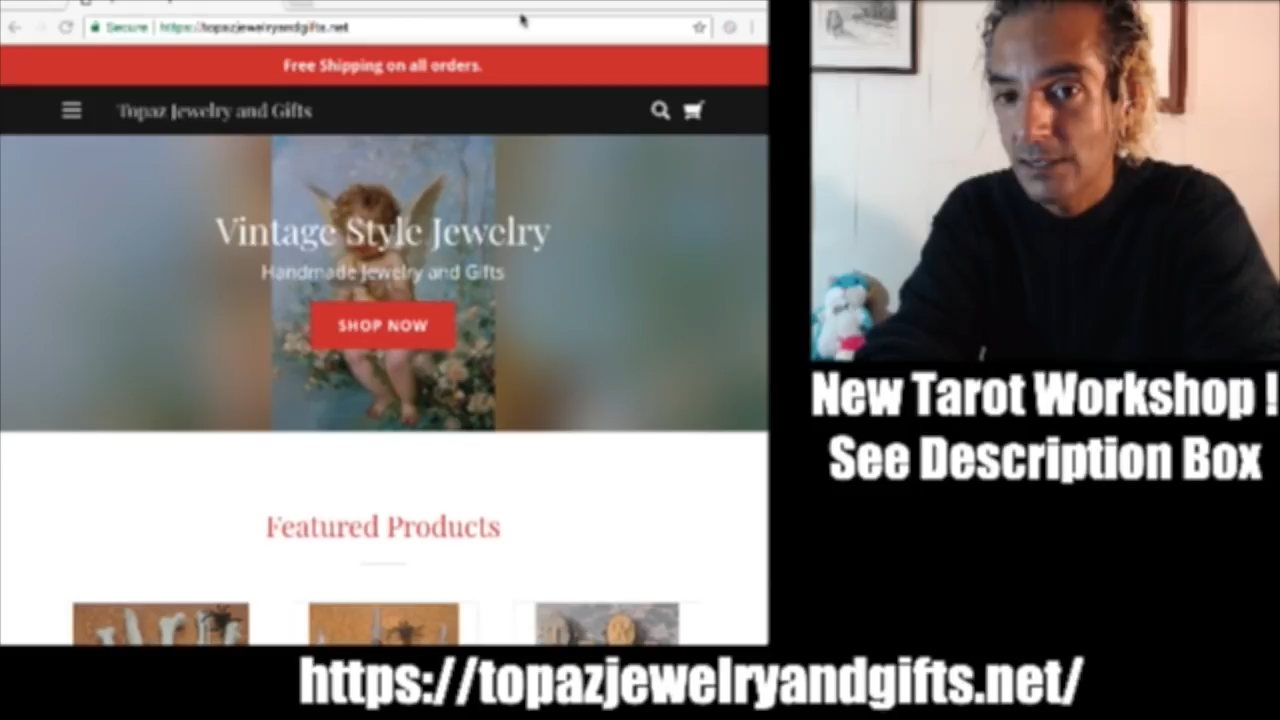 Secure https://topazjewelryandgifts.net
Free Shipping on all orders.
Topaz Jewelry and Gifts
Vintage Style Jewelry
Handmade Jewelry and Gifts
SHOP NOW
Featured Products
New Tarot Workshop !
See Description Box
https://topazjewelryandgifts.net/